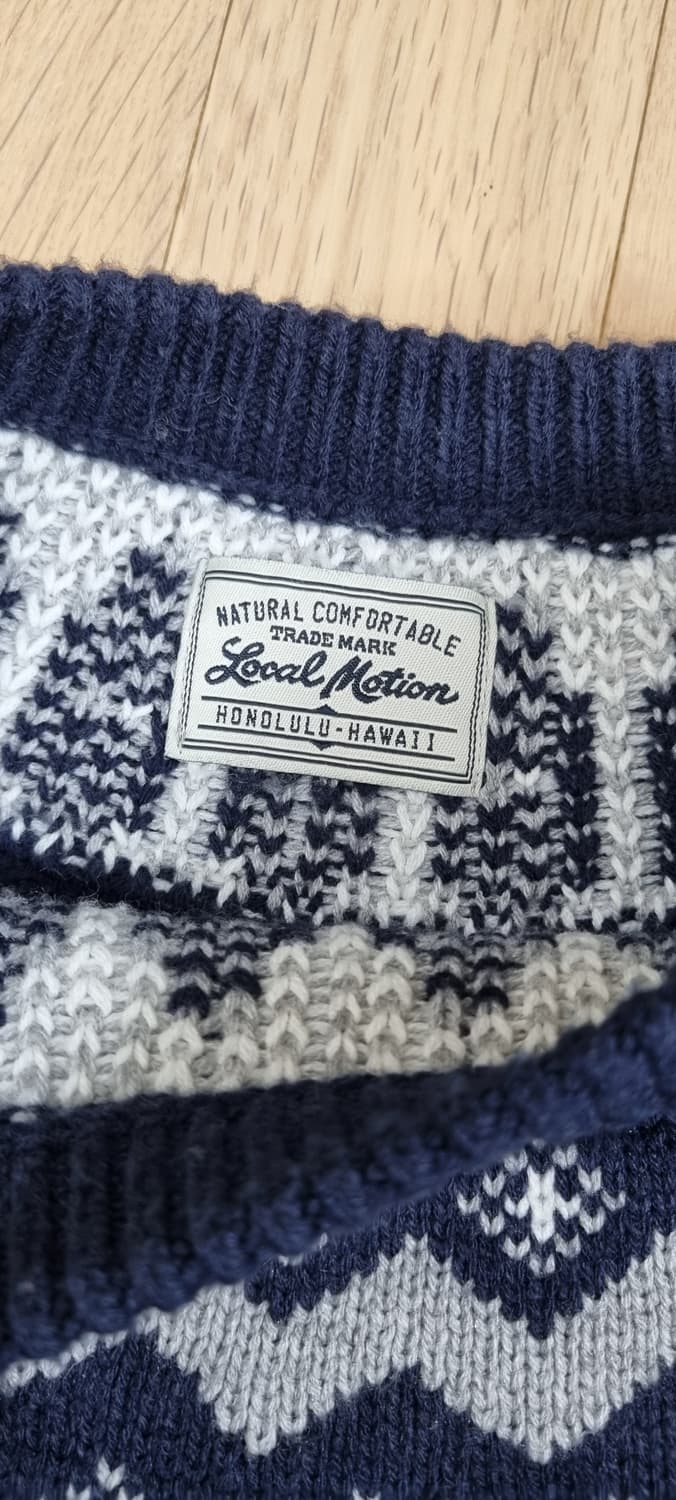 NATURAL COMFORTABLE
TRADE MARK
Local Motion
HONOLULU-HAWAII